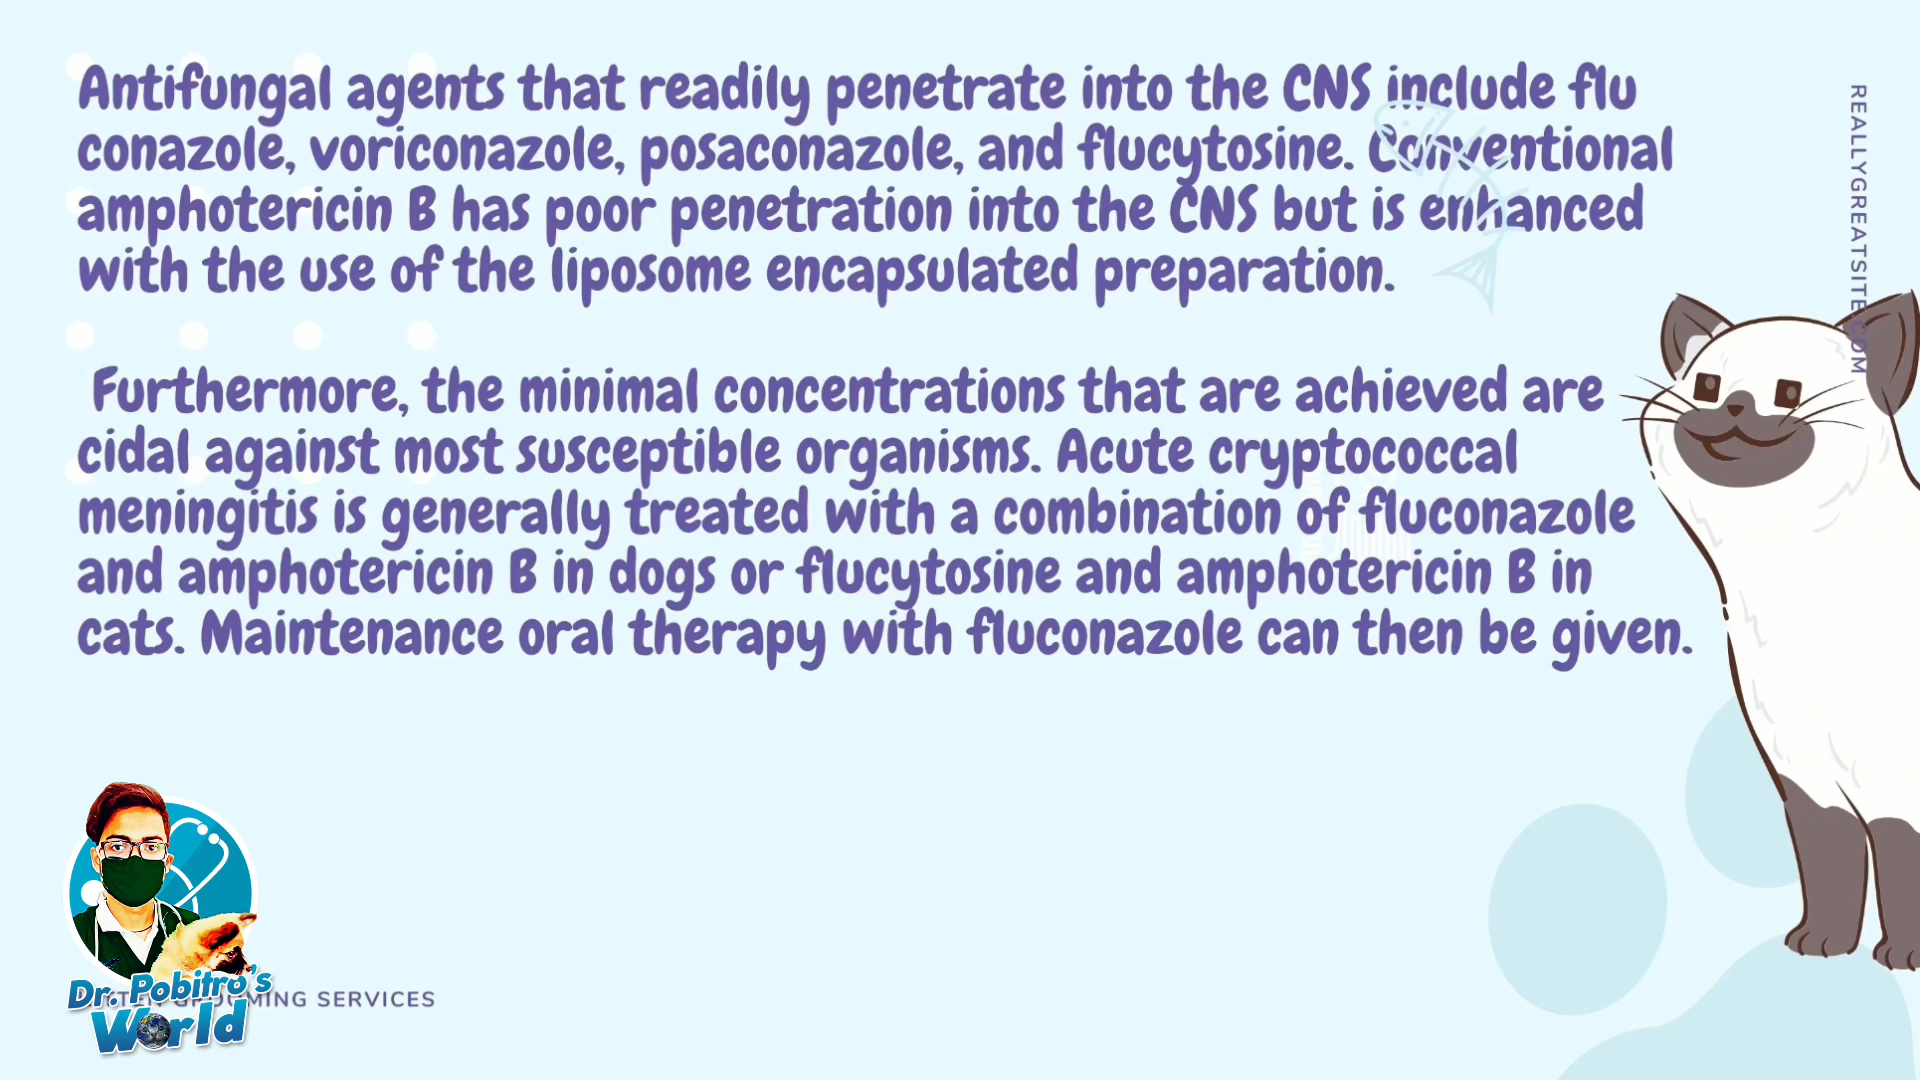 Antifungal agents that readily penetrate into the CNS include flu
conazole, voriconazole, posaconazole, and flucytosine. Conventional
amphotericin B has poor penetration into the CNS but is enhanced
with the use of the liposome encapsulated preparation.
Furthermore, the minimal concentrations that are achieved are
cidal against most susceptible organisms. Acute cryptococcal
meningitis is generally treated with a combination of fluconazole
and amphotericin B in dogs or flucytosine and amphotericin B in
cats. Maintenance oral therapy with fluconazole can then be given.
REALLYGREATSITE.COM
Dr. Pobitro's
World
GROOMING SERVICES